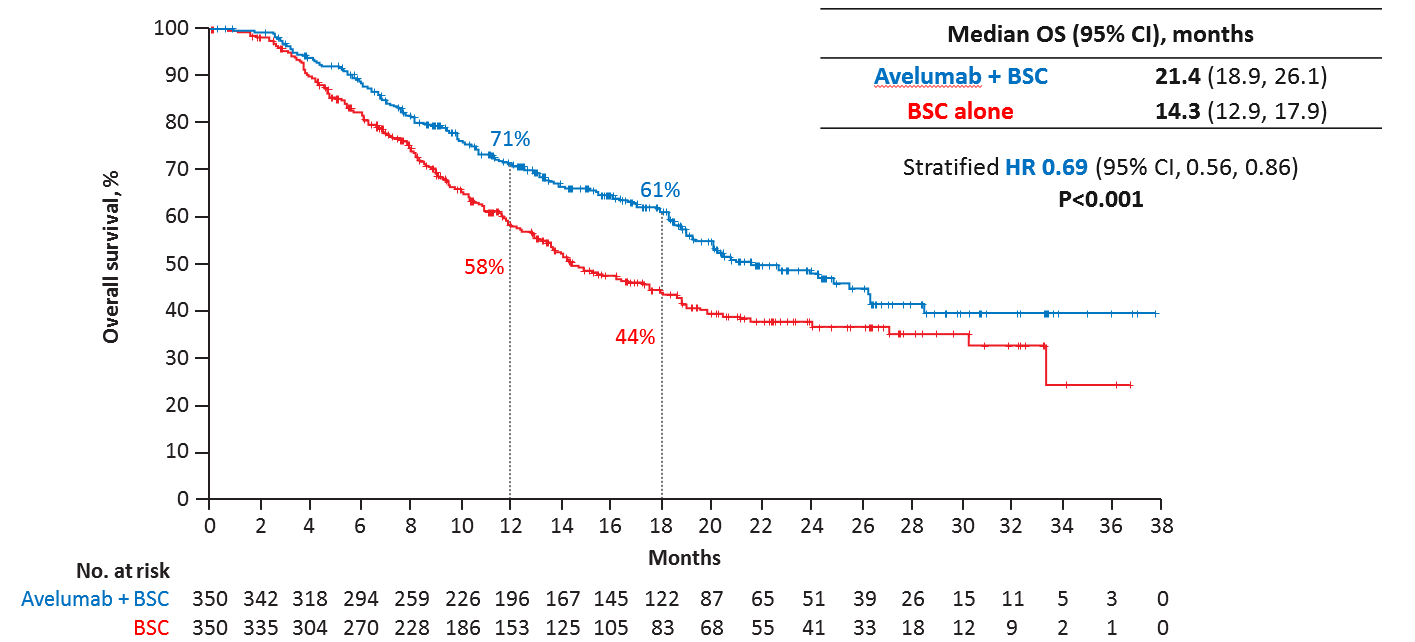 Median OS (95% CI), months
Avelumab + BSC 21.4 (18.9, 26.1)
BSC alone 14.3 (12.9, 17.9)
Stratified HR 0.69 (95% CI, 0.56, 0.86)
P<0.001
Overall survival, %
100
90
80
70
60
50
40
30
20
10
0
71%
61%
58%
44%
0 2 4 6 8 10 12 14 16 18 20 22 24 26 28 30 32 34 36 38
Months
No. at risk
Avelumab + BSC 350 342 318 294 259 226 196 167 145 122 87 65 51 39 26 15 11 5 3 0
BSC 350 335 304 270 228 186 153 125 105 83 68 55 41 33 18 12 9 2 1 0